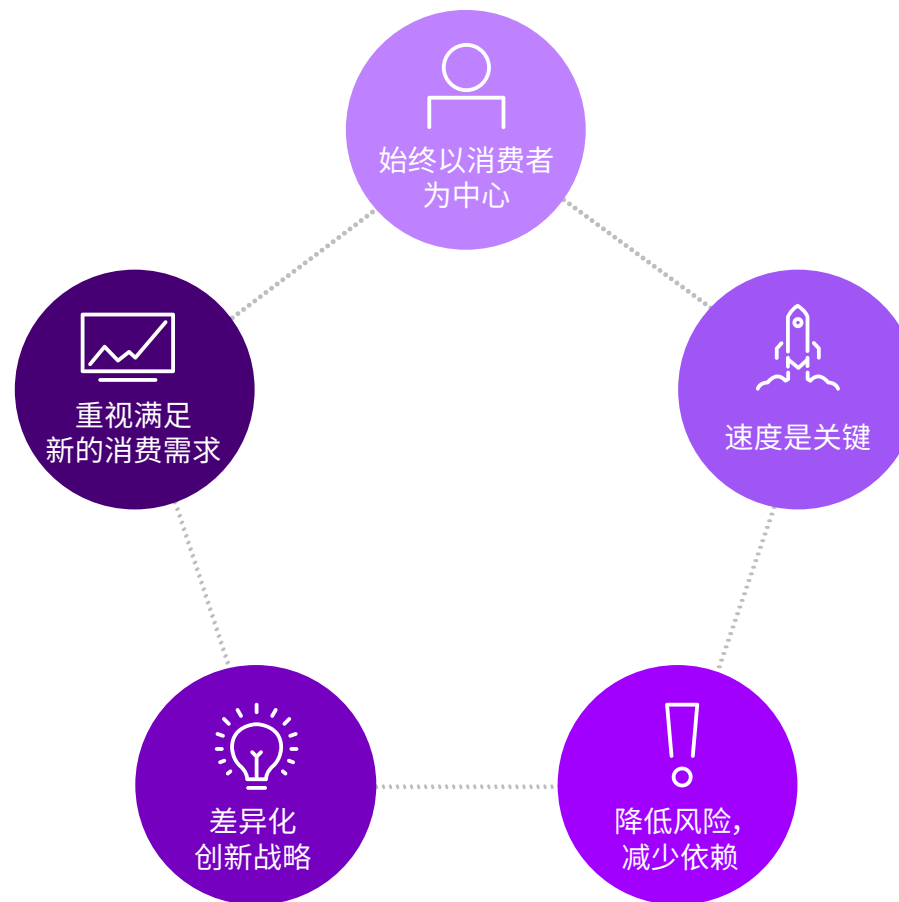 始终以消费者
为中心
速度是关键
降低风险，
减少依赖
差异化
创新战略
重视满足
新的消费需求